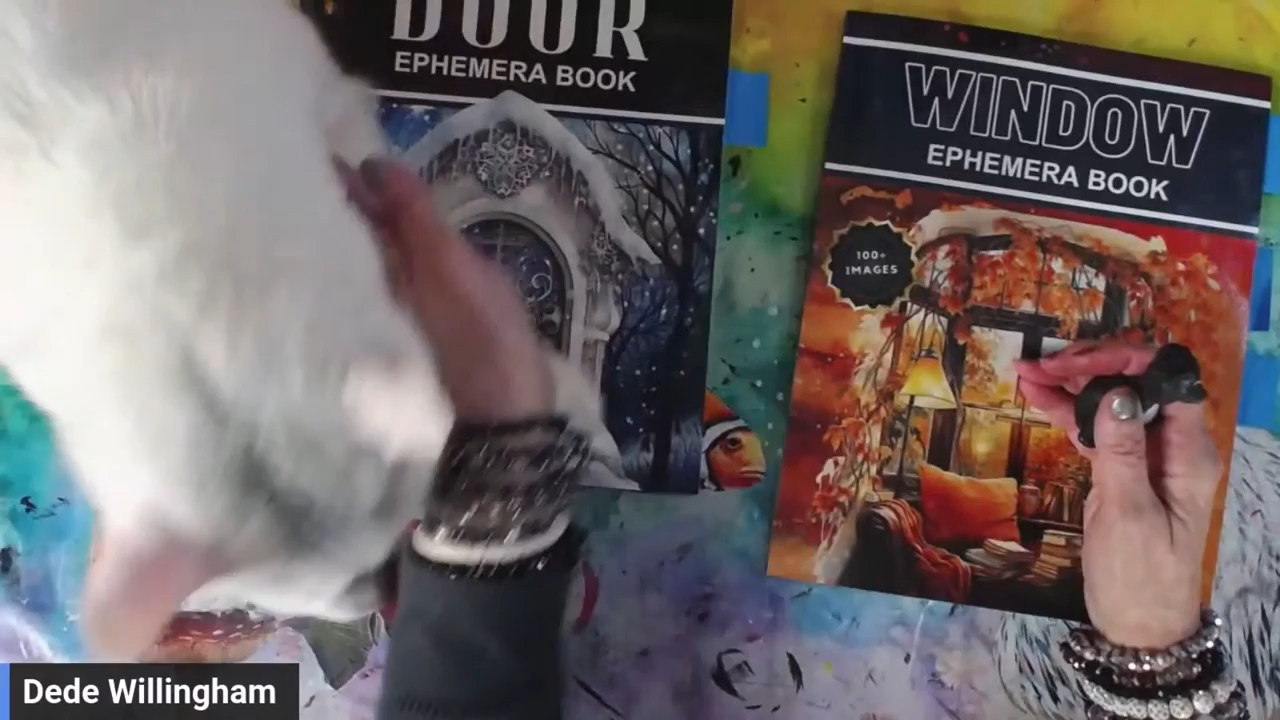 DOOR
EPHEMERA BOOK
WINDOW
EPHEMERA BOOK
100+
IMAGES
Dede Willingham